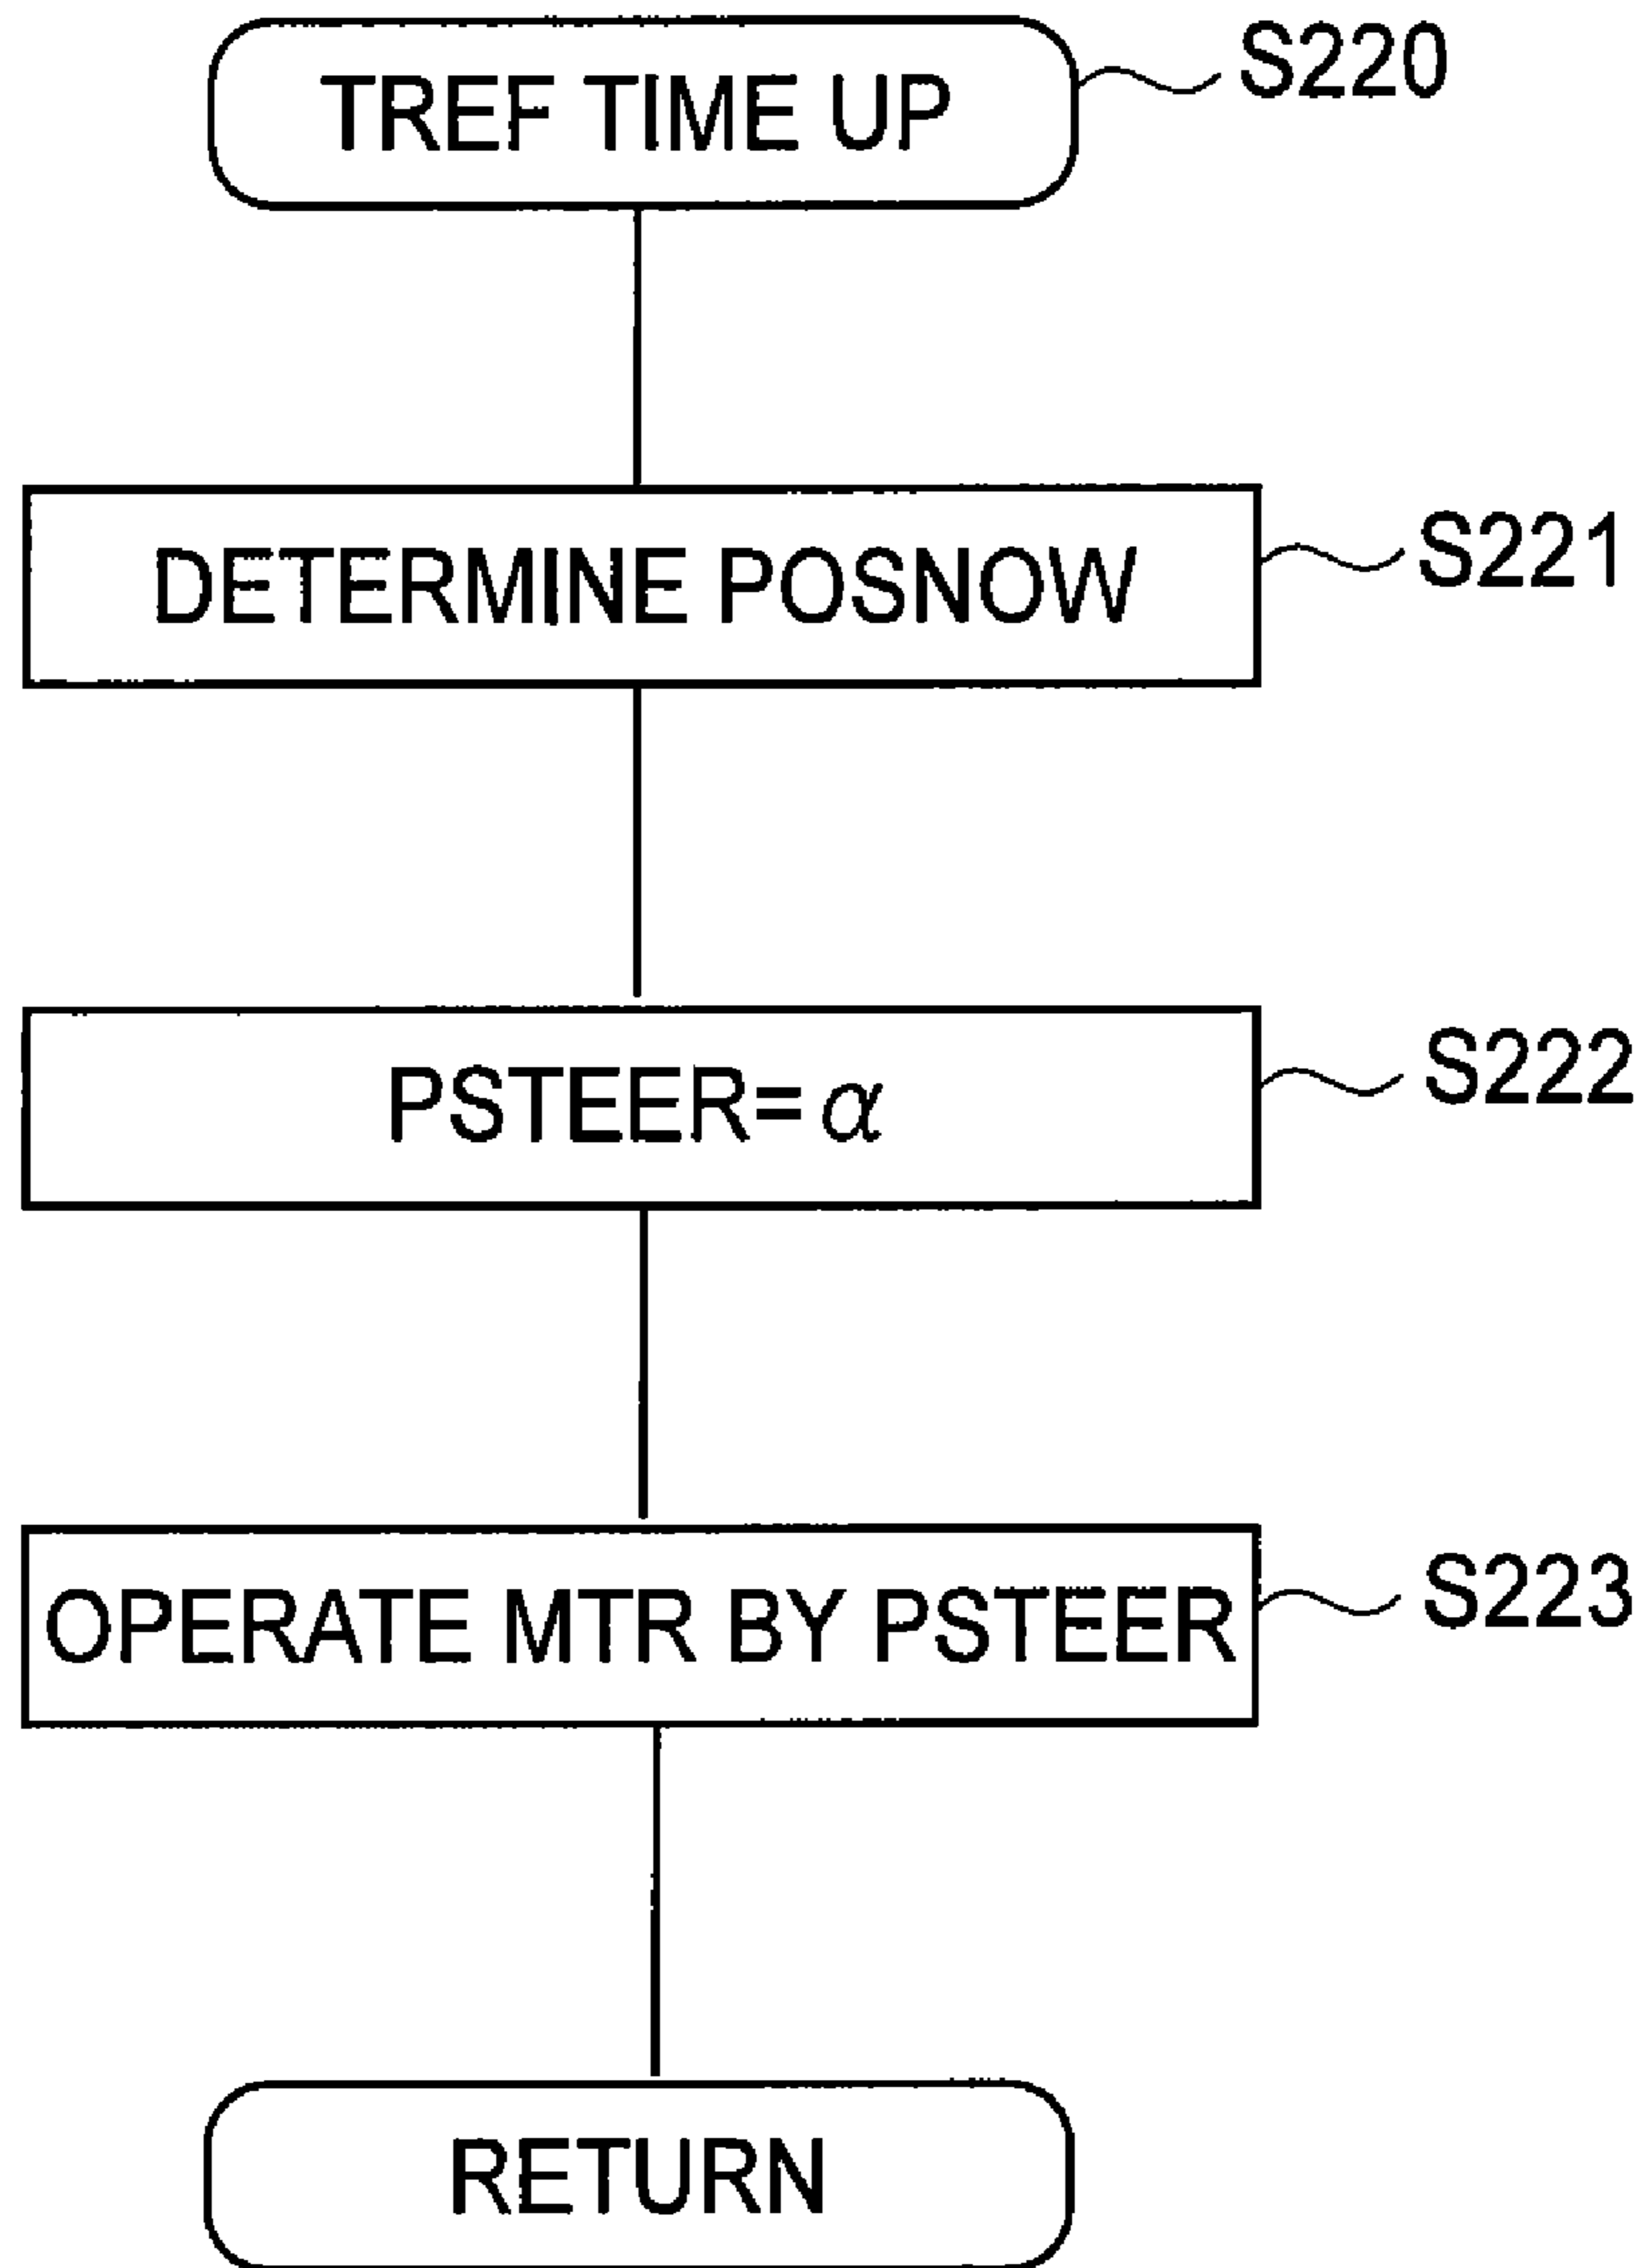 TREF TIME UP
S220
DETERMINE POSNOW
S221
PSTEER=α
S222
OPERATE MTR BY PSTEER
S223
RETURN